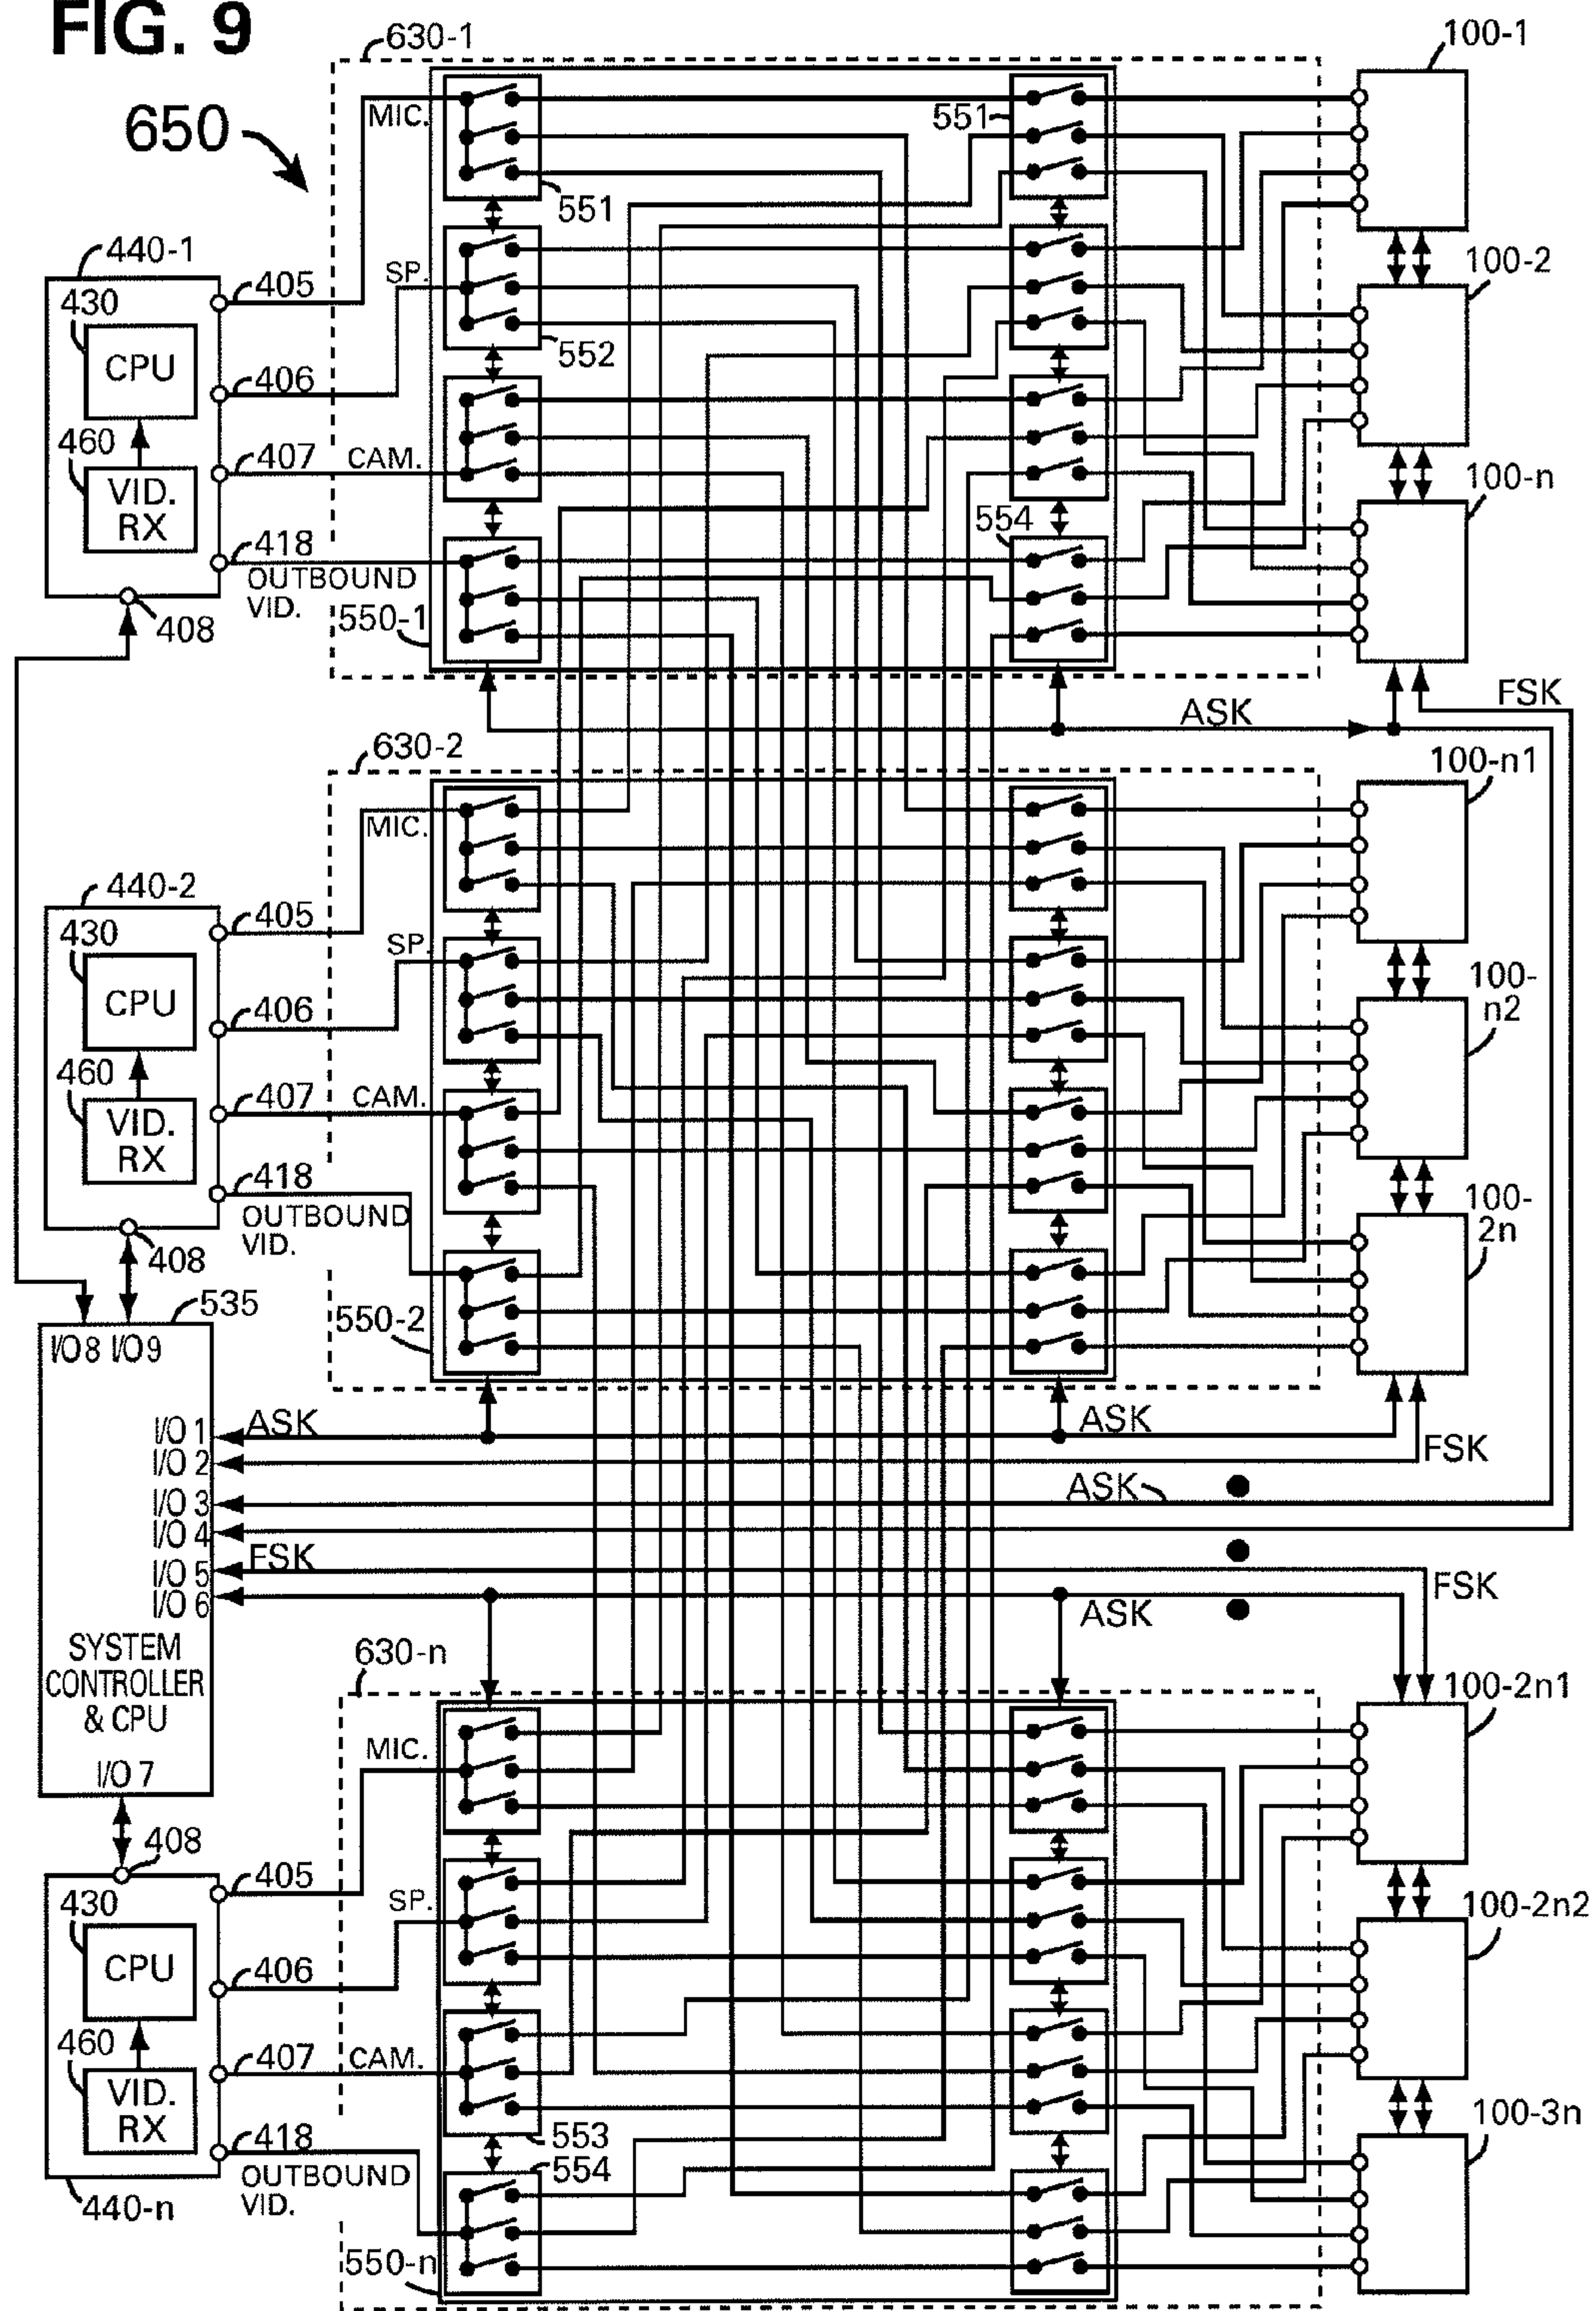 FIG. 9
650
630-1
100-1
MIC.
551
551
440-1
430
CPU
460
VID.
RX
405
406
407
418
408
SP.
552
CAM.
OUTBOUND
VID.
550-1
554
100-2
100-n
ASK
FSK
630-2
100-n1
MIC.
440-2
430
CPU
460
VID.
RX
405
406
407
418
408
SP.
CAM.
OUTBOUND
VID.
550-2
100-
n2
100-
2n
535
I/O8 I/O9
I/O 1
I/O 2
I/O 3
I/O 4
I/O 5
I/O 6
SYSTEM
CONTROLLER
& CPU
I/O 7
ASK
ASK
FSK
ASK
FSK
FSK
ASK
630-n
100-2n1
MIC.
408
405
430
CPU
406
460
VID.
RX
407
418
440-n
SP.
CAM.
OUTBOUND
VID.
553
554
550-n
100-2n2
100-3n